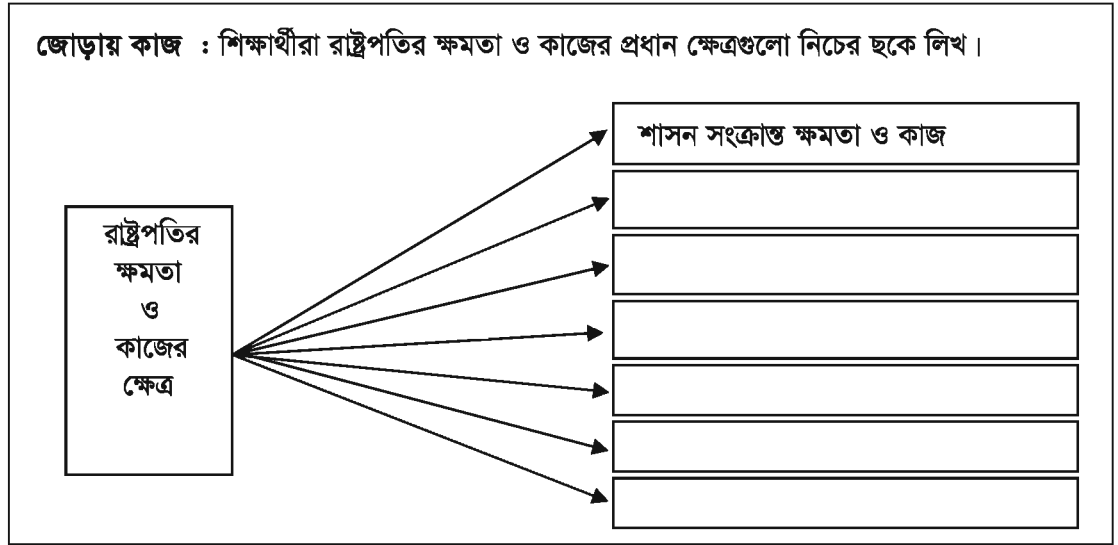 জোড়ায় কাজ : শিক্ষার্থীরা রাষ্ট্রপতির ক্ষমতা ও কাজের প্রধান ক্ষেত্রগুলো নিচের ছকে লিখ।
শাসন সংক্রান্ত ক্ষমতা ও কাজ
রাষ্ট্রপতির
ক্ষমতা
ও
কাজের
ক্ষেত্র